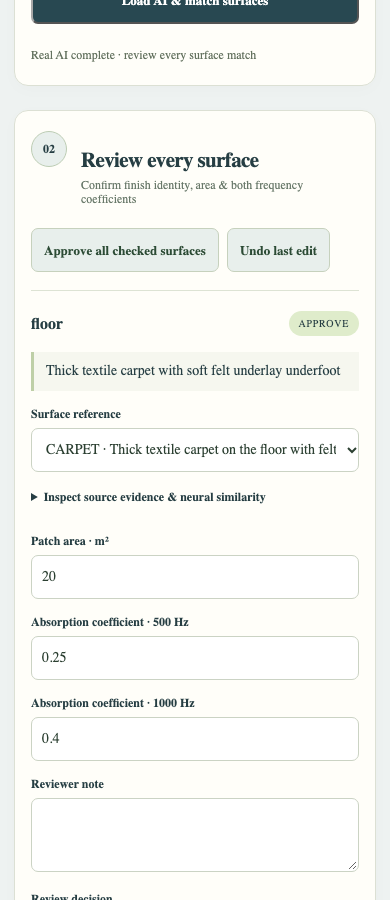 Load AI & match surfaces
Real AI complete · review every surface match
02
Review every surface
Confirm finish identity, area & both frequency
coefficients
Approve all checked surfaces
Undo last edit
floor
APPROVE
Thick textile carpet with soft felt underlay underfoot
Surface reference
CARPET · Thick textile carpet on the floor with felt
Inspect source evidence & neural similarity
Patch area · m²
20
Absorption coefficient · 500 Hz
0.25
Absorption coefficient · 1000 Hz
0.4
Reviewer note
Review decision